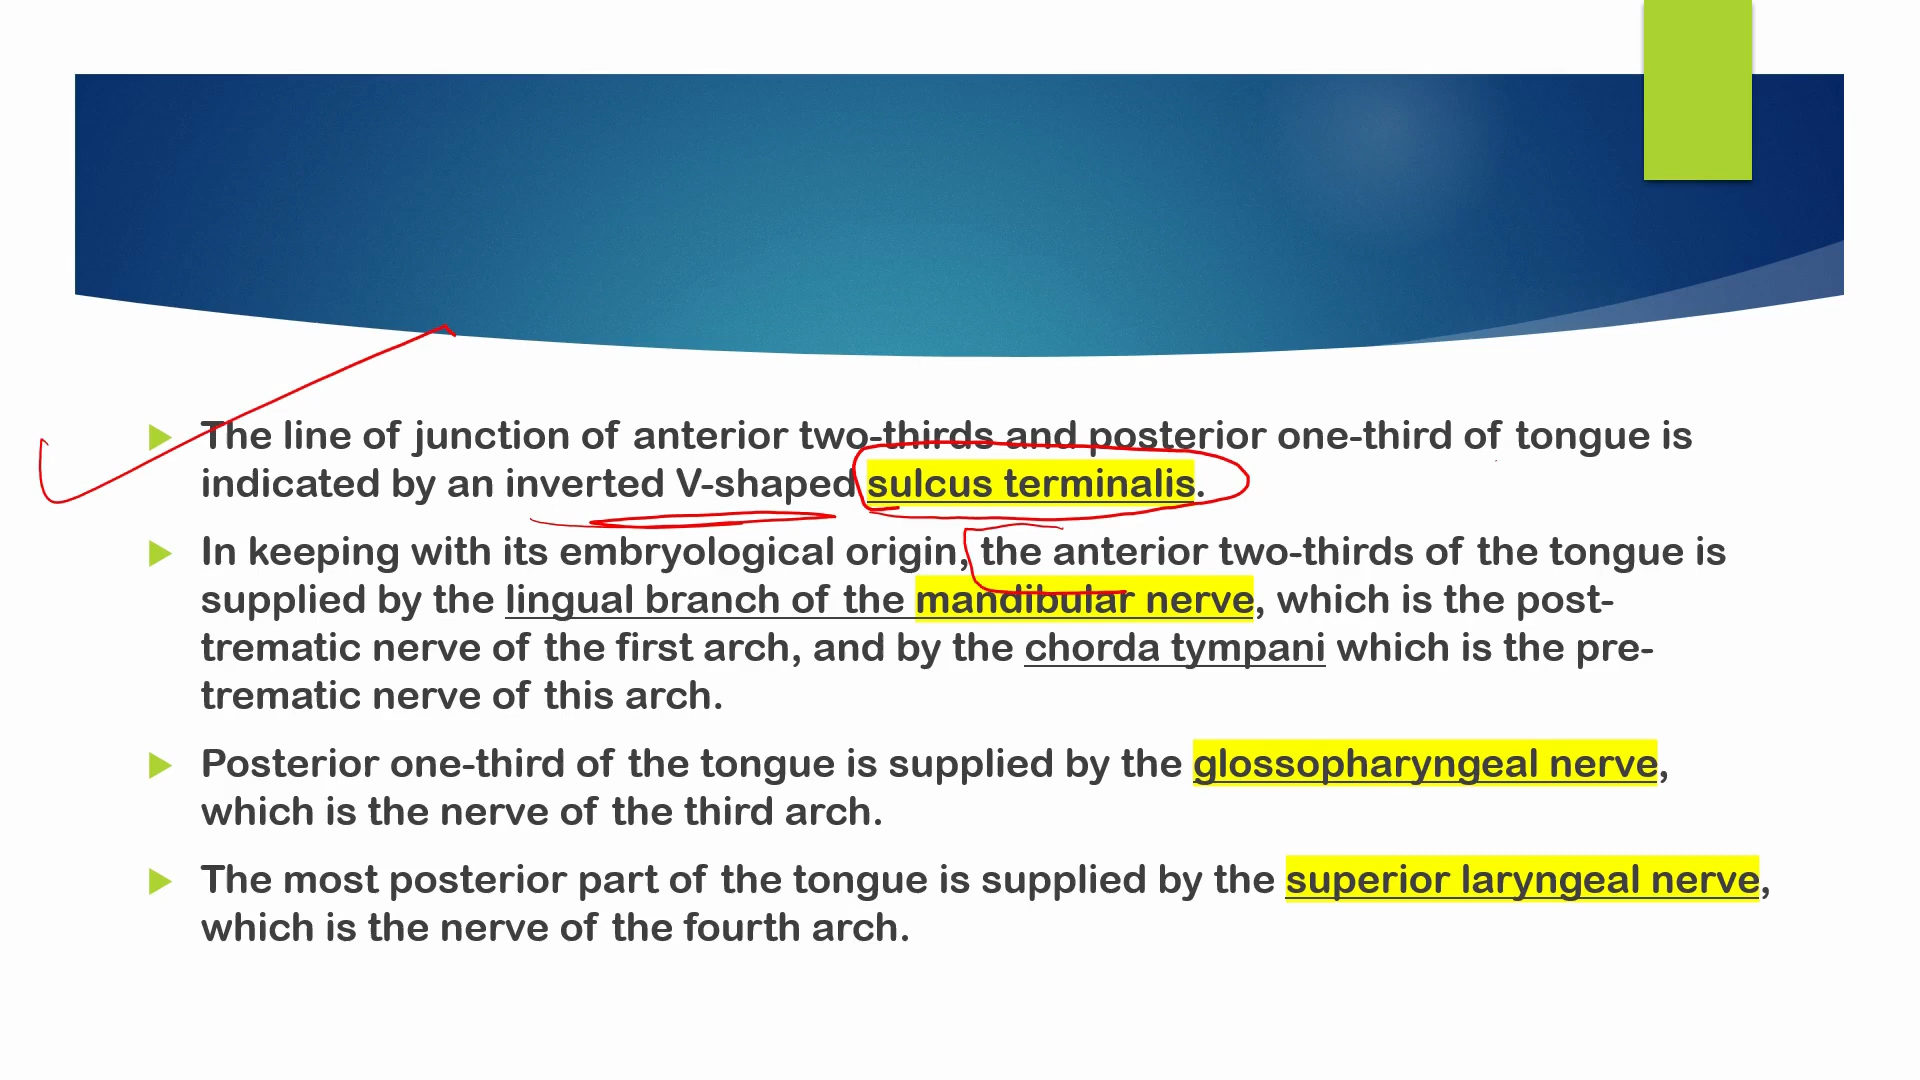 The line of junction of anterior two-thirds and posterior one-third of tongue is
indicated by an inverted V-shaped sulcus terminalis.
In keeping with its embryological origin, the anterior two-thirds of the tongue is
supplied by the lingual branch of the mandibular nerve, which is the post-
trematic nerve of the first arch, and by the chorda tympani which is the pre-
trematic nerve of this arch.
Posterior one-third of the tongue is supplied by the glossopharyngeal nerve,
which is the nerve of the third arch.
The most posterior part of the tongue is supplied by the superior laryngeal nerve,
which is the nerve of the fourth arch.